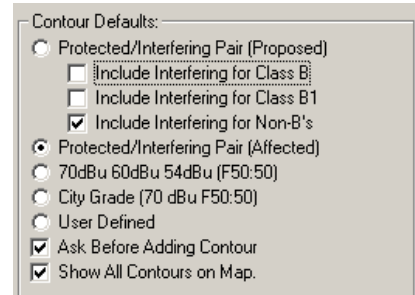 Contour Defaults:
Protected/Interfering Pair (Proposed)
Include Interfering for Class B
Include Interfering for Class B1
Include Interfering for Non-B's
Protected/Interfering Pair (Affected)
70dBu 60dBu 54dBu (F50:50)
City Grade (70 dBu F50:50)
User Defined
Ask Before Adding Contour
Show All Contours on Map.